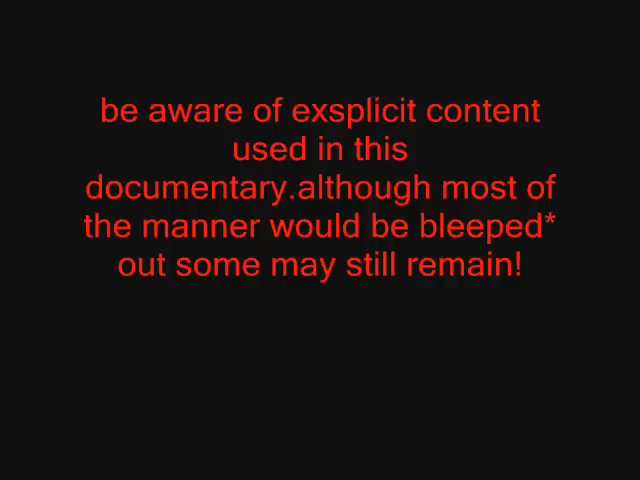 be aware of exsplicit content
used in this
documentary.although most of
the manner would be bleeped*
out some may still remain!